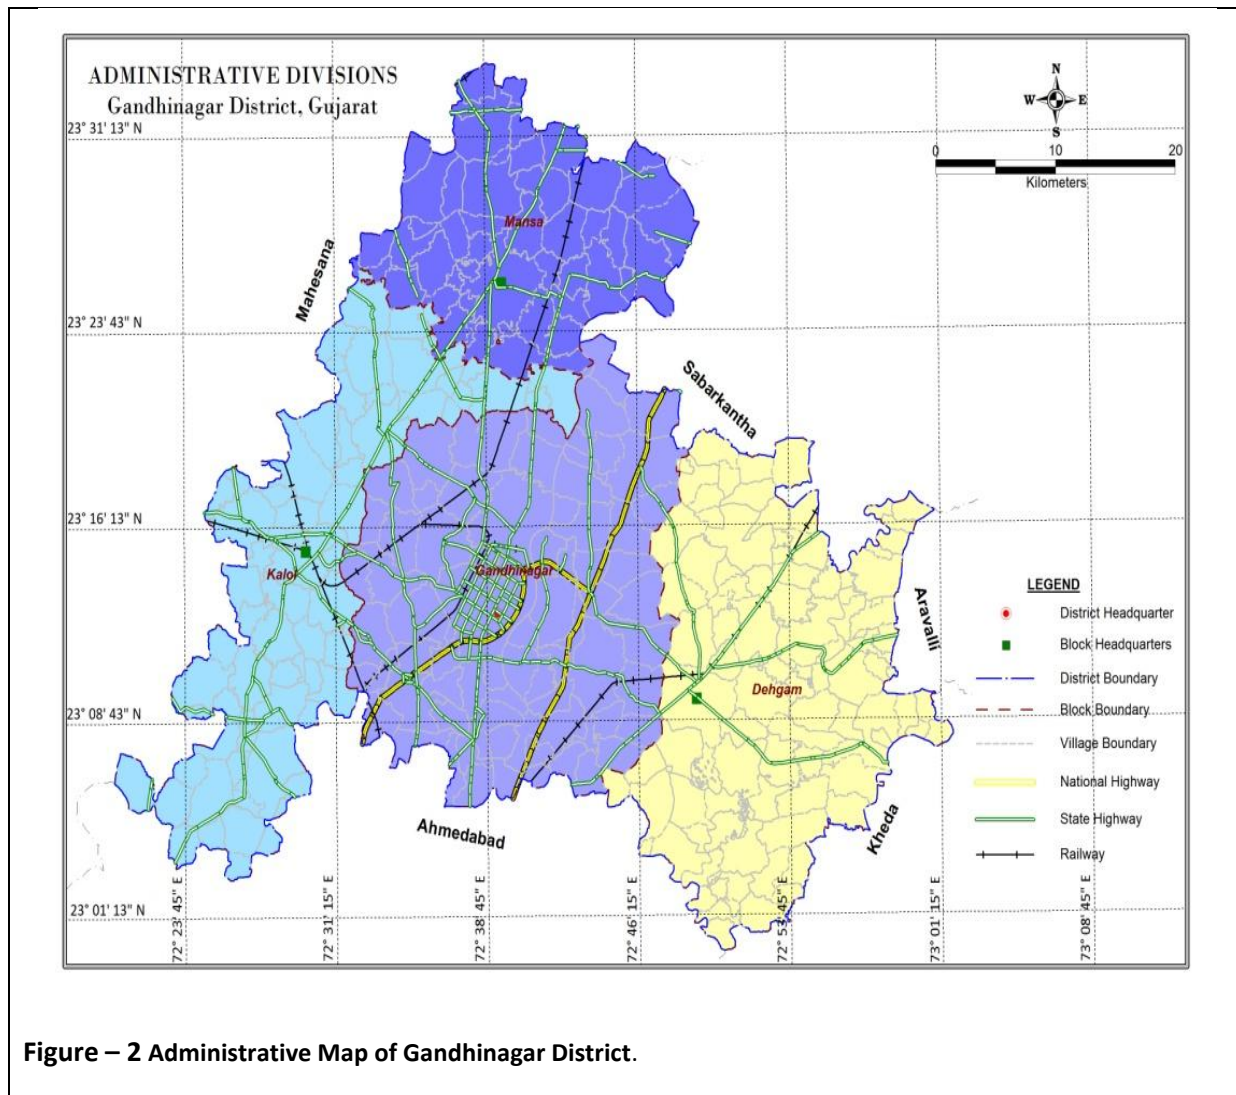 ADMINISTRATIVE DIVISIONS
Gandhinagar District, Gujarat
N
W E
S
0 10 20
Kilometers
23° 31' 13" N
23° 23' 43" N
23° 16' 13" N
23° 08' 43" N
23° 01' 13" N
Mahesana
Mansa
Sabarkantha
Kalol
Gandhinagar
Dehgam
Aravalli
Kheda
Ahmedabad
LEGEND
District Headquarter
Block Headquarters
District Boundary
Block Boundary
Village Boundary
National Highway
State Highway
Railway
72° 23' 45" E
72° 31' 15" E
72° 38' 45" E
72° 46' 15" E
72° 53' 45" E
73° 01' 15" E
73° 08' 45" E
Figure – 2 Administrative Map of Gandhinagar District.